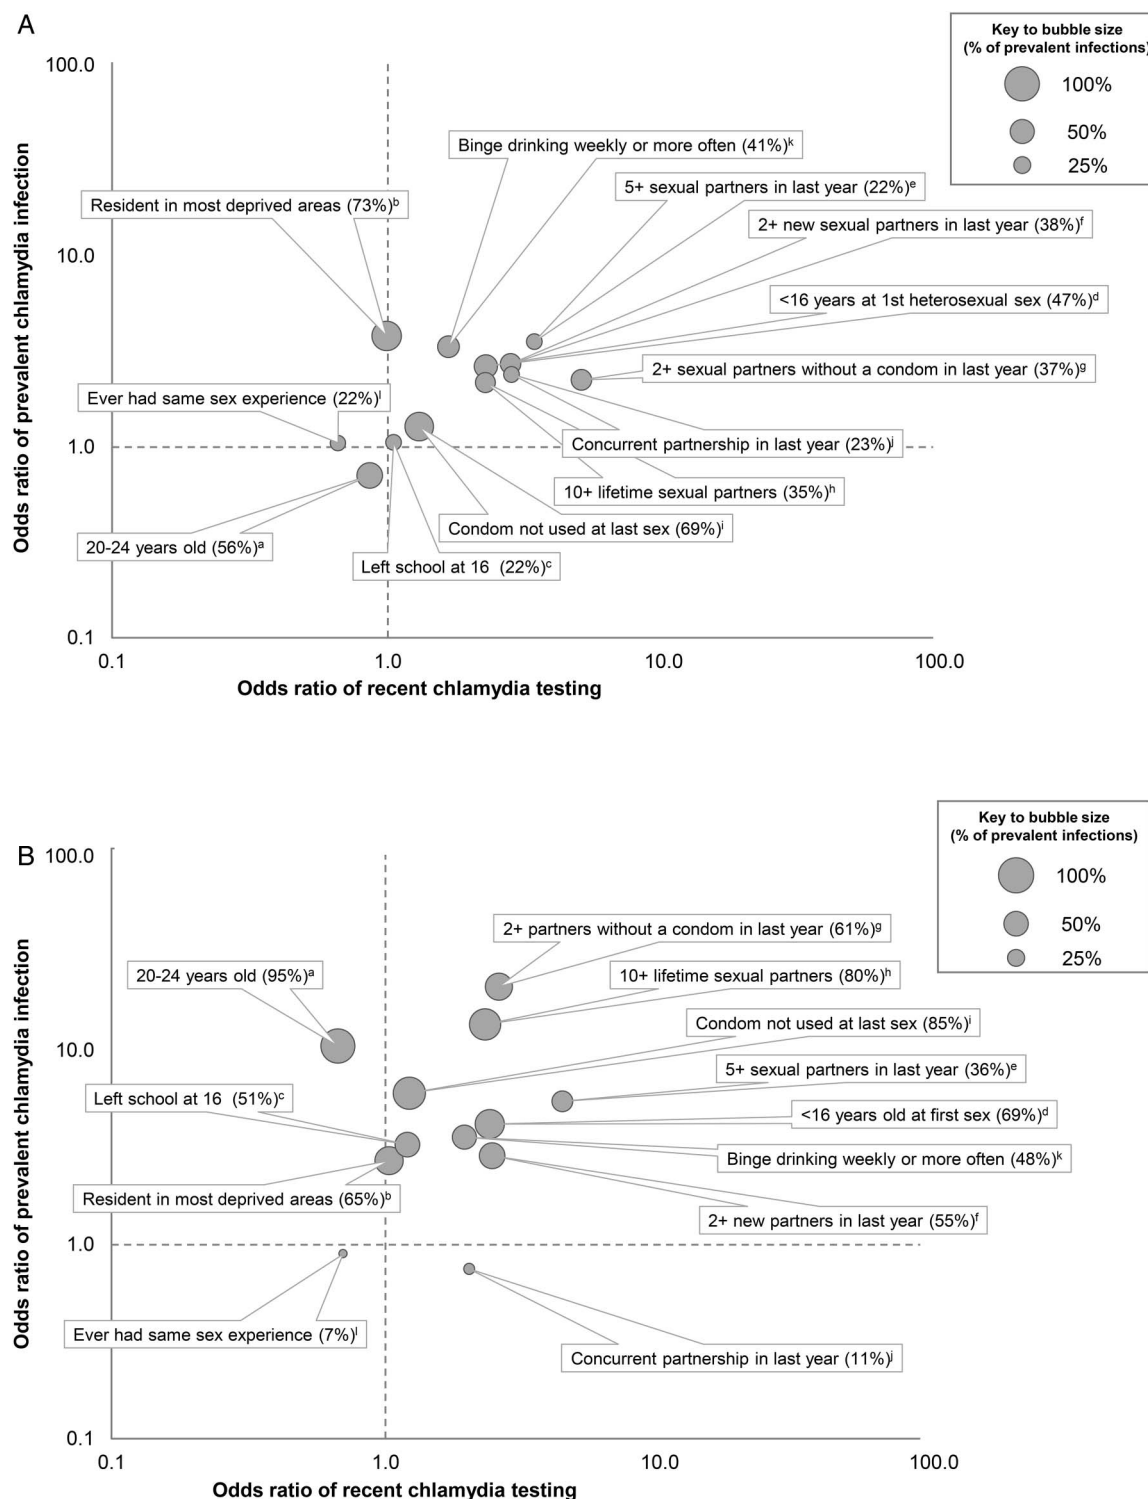 A
Key to bubble size
(% of prevalent infections)
100%
50%
25%
100.0
10.0
1.0
0.1
Odds ratio of prevalent chlamydia infection
Binge drinking weekly or more often (41%)k
5+ sexual partners in last year (22%)e
Resident in most deprived areas (73%)b
2+ new sexual partners in last year (38%)f
<16 years at 1st heterosexual sex (47%)d
2+ sexual partners without a condom in last year (37%)g
Ever had same sex experience (22%)l
Concurrent partnership in last year (23%)j
10+ lifetime sexual partners (35%)h
Condom not used at last sex (69%)i
20-24 years old (56%)a
Left school at 16 (22%)c
0.1 1.0 10.0 100.0
Odds ratio of recent chlamydia testing
B
Key to bubble size
(% of prevalent infections)
100%
50%
25%
100.0
10.0
1.0
0.1
Odds ratio of prevalent chlamydia infection
2+ partners without a condom in last year (61%)g
20-24 years old (95%)a
10+ lifetime sexual partners (80%)h
Condom not used at last sex (85%)i
5+ sexual partners in last year (36%)e
Left school at 16 (51%)c
<16 years old at first sex (69%)d
Binge drinking weekly or more often (48%)k
Resident in most deprived areas (65%)b
2+ new partners in last year (55%)f
Ever had same sex experience (7%)l
Concurrent partnership in last year (11%)j
0.1 1.0 10.0 100.0
Odds ratio of recent chlamydia testing